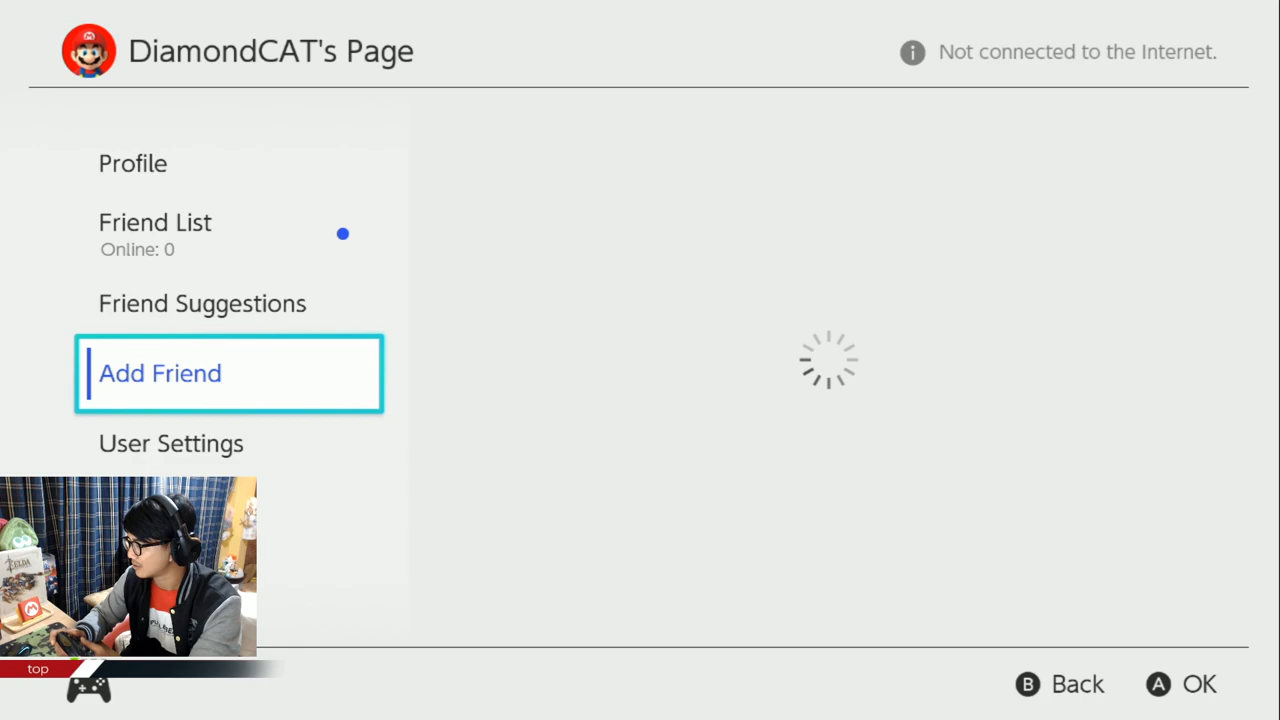 DiamondCAT's Page
Not connected to the Internet.
Profile
Friend List
Online: 0
Friend Suggestions
Add Friend
User Settings
ZELDA
top
B Back
A OK